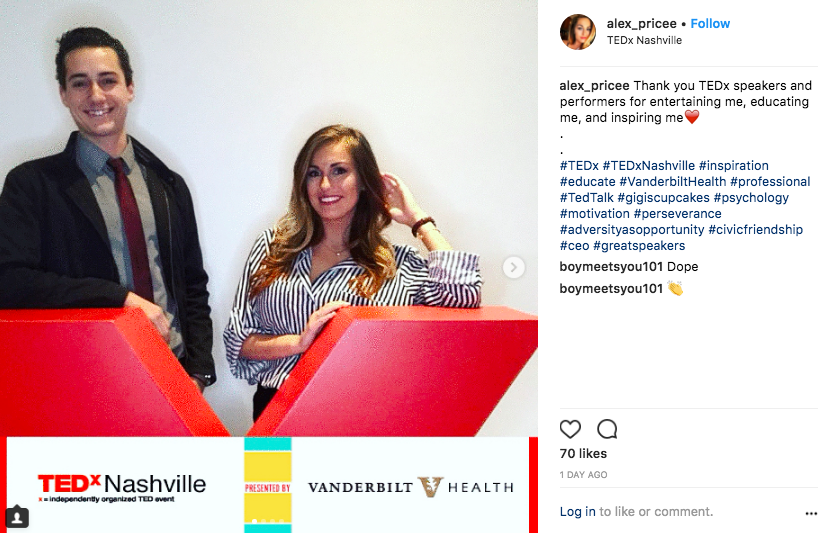 alex_pricee • Follow
TEDx Nashville
alex_pricee Thank you TEDx speakers and
performers for entertaining me, educating
me, and inspiring me❤️
.
.
#TEDx #TEDxNashville #inspiration
#educate #VanderbiltHealth #professional
#TedTalk #gigiscupcakes #psychology
#motivation #perseverance
#adversityasopportunity #civicfriendship
#ceo #greatspeakers
boymeetsyou101 Dope
boymeetsyou101 👏
70 likes
1 DAY AGO
Log in to like or comment.
TEDx Nashville
x = independently organized TED event
PRESENTED BY
VANDERBILT V HEALTH